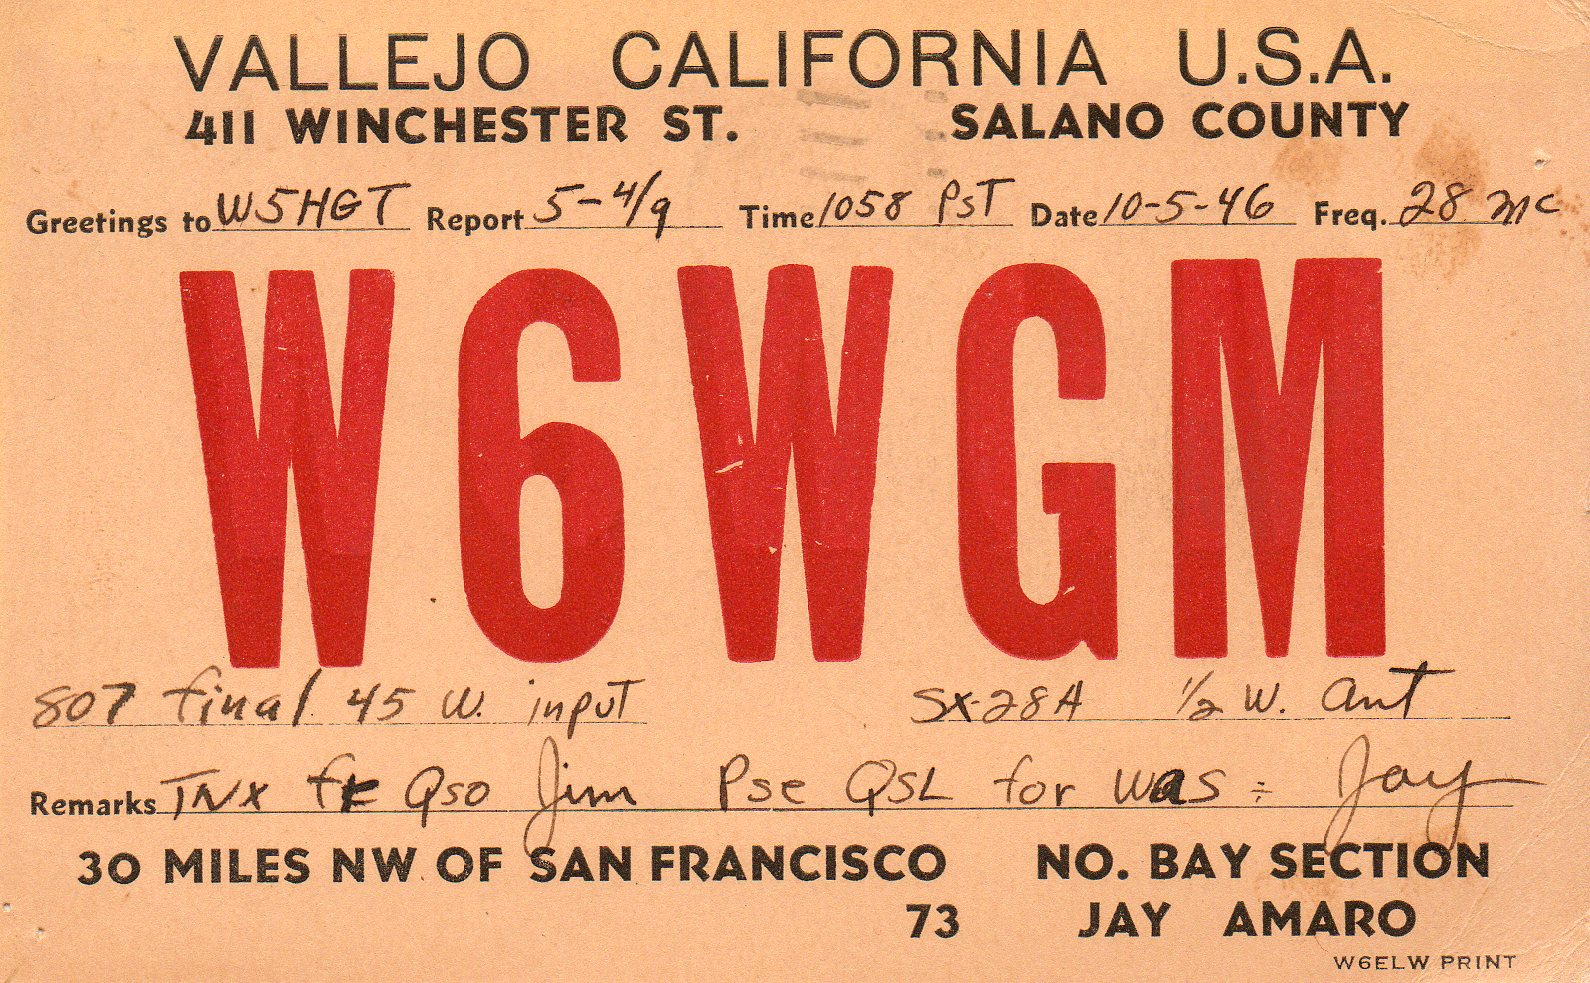 VALLEJO CALIFORNIA U.S.A.
411 WINCHESTER ST. SALANO COUNTY
Greetings to W5HGT Report 5-4/9 Time 1058 PST Date 10-5-46 Freq. 28 mc
W6WGM
807 final 45 W. input SX-28A 1/2 W. Ant
Remarks TNX fr QSO Jim Pse QSL for WAS ÷ Jay
30 MILES NW OF SAN FRANCISCO NO. BAY SECTION
73 JAY AMARO
W6ELW PRINT